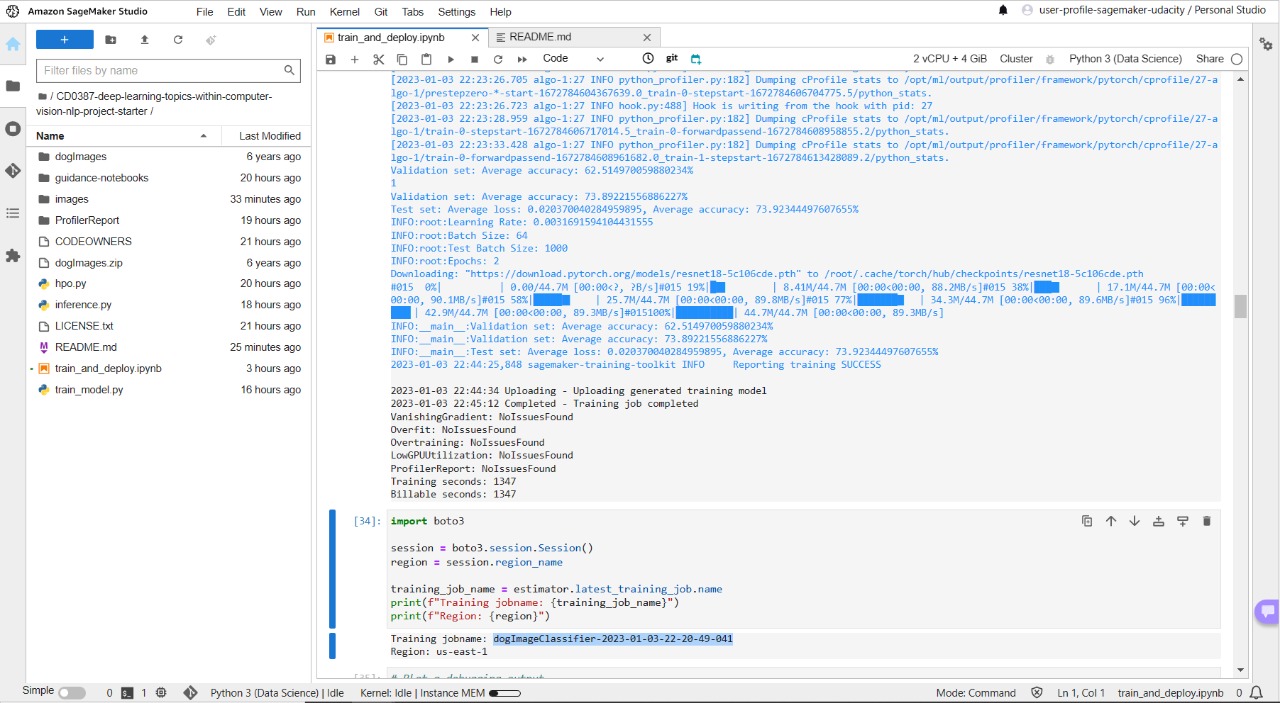 Amazon SageMaker Studio File Edit View Run Kernel Git Tabs Settings Help user-profile-sagemaker-udacity / Personal Studio
Filter files by name
/ CD0387-deep-learning-topics-within-computer-
vision-nlp-project-starter /
Name Last Modified
dogImages 6 years ago
guidance-notebooks 20 hours ago
images 33 minutes ago
ProfilerReport 19 hours ago
CODEOWNERS 21 hours ago
dogImages.zip 6 years ago
hpo.py 20 hours ago
inference.py 18 hours ago
LICENSE.txt 21 hours ago
README.md 25 minutes ago
train_and_deploy.ipynb 3 hours ago
train_model.py 16 hours ago
train_and_deploy.ipynb README.md
Code git 2 vCPU + 4 GiB Cluster Python 3 (Data Science) Share
[2023-01-03 22:23:26.705 algo-1:27 INFO python_profiler.py:182] Dumping cProfile stats to /opt/ml/output/profiler/framework/pytorch/cprofile/27-a
lgo-1/prestepzero-*-start-1672784604367639.0_train-0-stepstart-1672784606704775.5/python_stats.
[2023-01-03 22:23:26.723 algo-1:27 INFO hook.py:488] Hook is writing from the hook with pid: 27
[2023-01-03 22:23:28.959 algo-1:27 INFO python_profiler.py:182] Dumping cProfile stats to /opt/ml/output/profiler/framework/pytorch/cprofile/27-a
lgo-1/train-0-stepstart-1672784606717014.5_train-0-forwardpassend-1672784608958855.2/python_stats.
[2023-01-03 22:23:33.428 algo-1:27 INFO python_profiler.py:182] Dumping cProfile stats to /opt/ml/output/profiler/framework/pytorch/cprofile/27-a
lgo-1/train-0-forwardpassend-1672784608961682.0_train-1-stepstart-1672784613428089.2/python_stats.
Validation set: Average accuracy: 62.514970059880234%
1
Validation set: Average accuracy: 73.89221556886227%
Test set: Average loss: 0.020370040284959895, Average accuracy: 73.92344497607655%
INFO:root:Learning Rate: 0.0031691594104431555
INFO:root:Batch Size: 64
INFO:root:Test Batch Size: 1000
INFO:root:Epochs: 2
Downloading: "https://download.pytorch.org/models/resnet18-5c106cde.pth" to /root/.cache/torch/hub/checkpoints/resnet18-5c106cde.pth
#015 0%| | 0.00/44.7M [00:00<?, ?B/s]#015 19%| | 8.41M/44.7M [00:00<00:00, 88.2MB/s]#015 38%| | 17.1M/44.7M [00:00<
00:00, 90.1MB/s]#015 58%| | 25.7M/44.7M [00:00<00:00, 89.8MB/s]#015 77%| | 34.3M/44.7M [00:00<00:00, 89.6MB/s]#015 96%|
| 42.9M/44.7M [00:00<00:00, 89.3MB/s]#015100%| | 44.7M/44.7M [00:00<00:00, 89.3MB/s]
INFO:__main__:Validation set: Average accuracy: 62.514970059880234%
INFO:__main__:Validation set: Average accuracy: 73.89221556886227%
INFO:__main__:Test set: Average loss: 0.020370040284959895, Average accuracy: 73.92344497607655%
2023-01-03 22:44:25,848 sagemaker-training-toolkit INFO Reporting training SUCCESS
2023-01-03 22:44:34 Uploading - Uploading generated training model
2023-01-03 22:45:12 Completed - Training job completed
VanishingGradient: NoIssuesFound
Overfit: NoIssuesFound
Overtraining: NoIssuesFound
LowGPUUtilization: NoIssuesFound
ProfilerReport: NoIssuesFound
Training seconds: 1347
Billable seconds: 1347
[34]: import boto3
session = boto3.session.Session()
region = session.region_name
training_job_name = estimator.latest_training_job.name
print(f"Training jobname: {training_job_name}")
print(f"Region: {region}")
Training jobname: dogImageClassifier-2023-01-03-22-20-49-041
Region: us-east-1
Simple 0 1 Python 3 (Data Science) | Idle Kernel: Idle | Instance MEM Mode: Command Ln 1, Col 1 train_and_deploy.ipynb 0